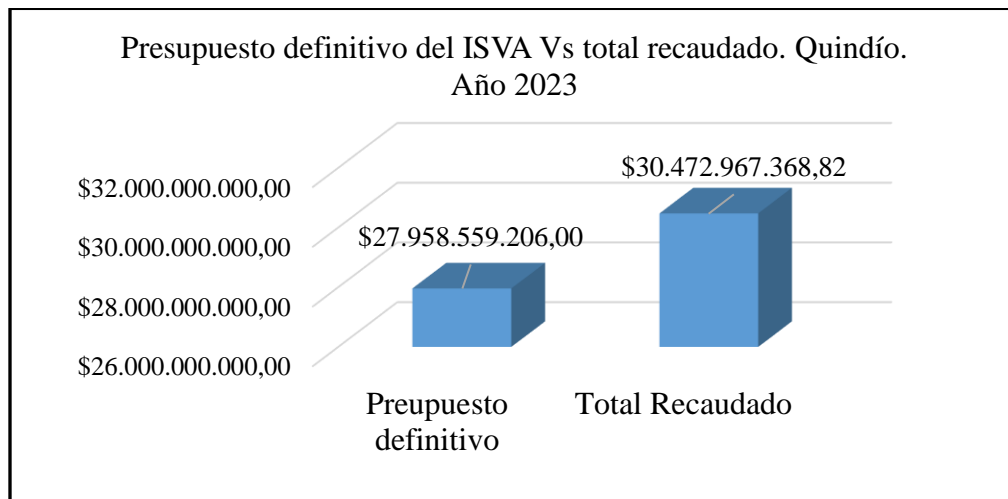 Presupuesto definitivo del ISVA Vs total recaudado. Quindío.
Año 2023
$32.000.000.000,00
$30.000.000.000,00
$28.000.000.000,00
$26.000.000.000,00
$27.958.559.206,00
$30.472.967.368,82
Preupuesto
definitivo
Total Recaudado